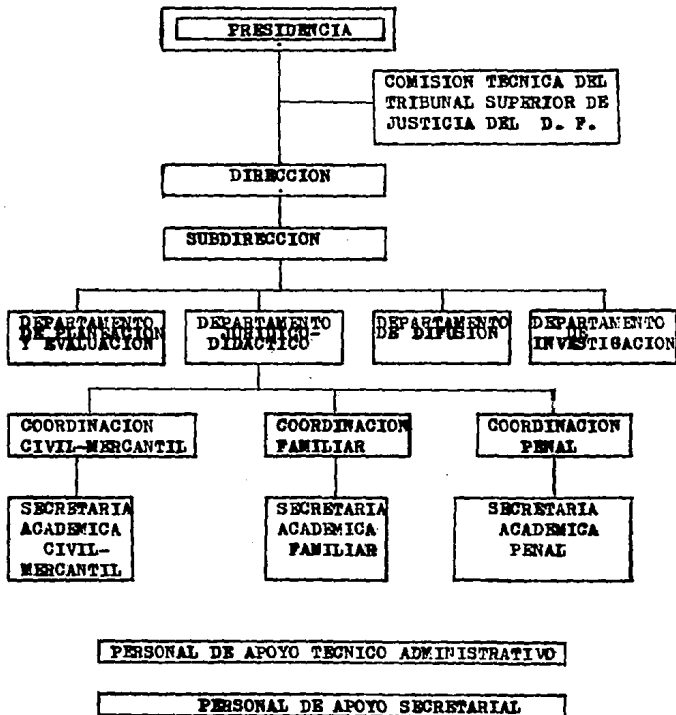 PRESIDENCIA
COMISION TECNICA DEL
TRIBUNAL SUPERIOR DE
JUSTICIA DEL D. F.
DIRECCION
SUBDIRECCION
DEPARTAMENTO
DE PLANEACION
Y EVALUACION
DEPARTAMENTO
JURIDICO-
DIDACTICO
DEPARTAMENTO
DE DIFUSION
DEPARTAMENTO
DE
INVESTIGACION
COORDINACION
CIVIL-MERCANTIL
COORDINACION
FAMILIAR
COORDINACION
PENAL
SECRETARIA
ACADEMICA
CIVIL-
MERCANTIL
SECRETARIA
ACADEMICA
FAMILIAR
SECRETARIA
ACADEMICA
PENAL
PERSONAL DE APOYO TECNICO ADMINISTRATIVO
PERSONAL DE APOYO SECRETARIAL